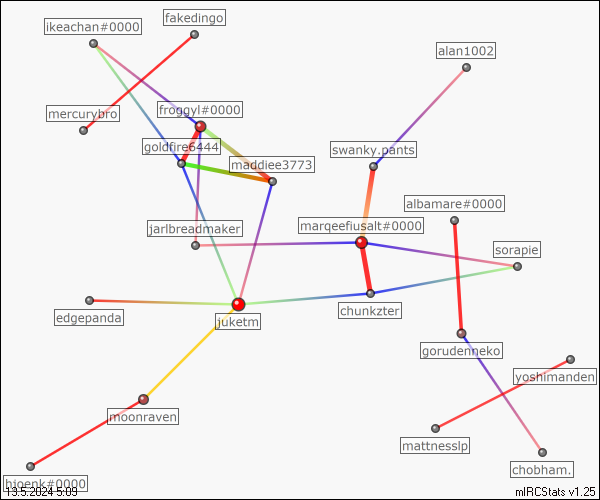 fakedingo
ikeachan#0000
alan1002
mercurybro
froggyl#0000
goldfire6444
swanky.pants
maddiee3773
albamare#0000
jarlbreadmaker
marqeefiusalt#0000
sorapie
edgepanda
juketm
chunkzter
gorudenneko
yoshimanden
moonraven
mattnesslp
chobham.
hjoenk#0000
13.5.2024 5:09
mIRCStats v1.25